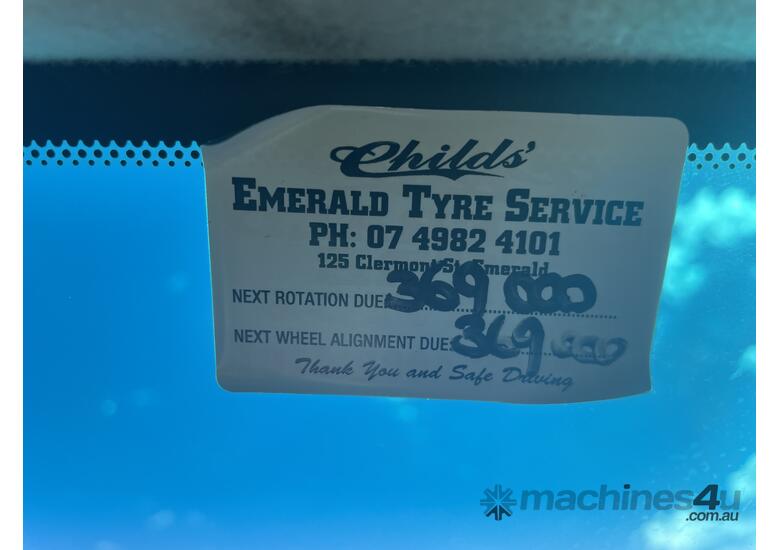 Childs'
EMERALD TYRE SERVICE
PH: 07 4982 4101
125 Clermont St, Emerald
NEXT ROTATION DUE: 369 000
NEXT WHEEL ALIGNMENT DUE: 369 000
Thank You and Safe Driving
machines4u
.com.au